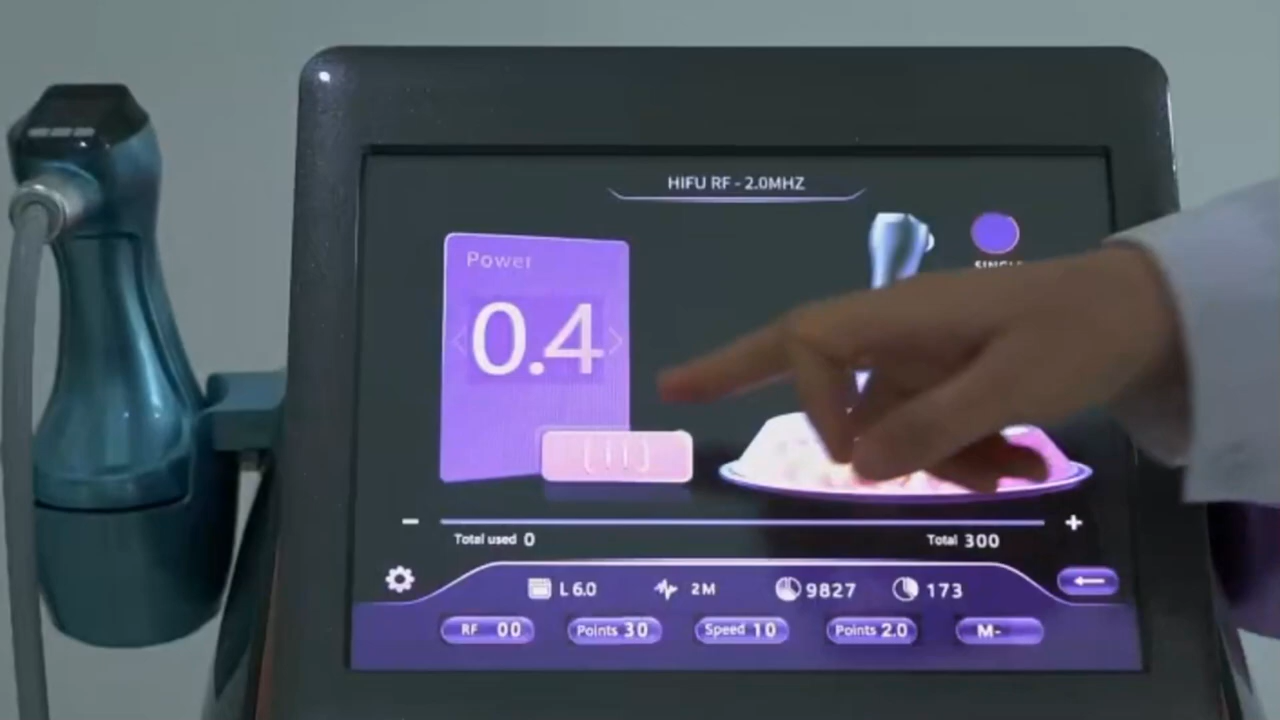 HIFU RF - 2.0MHZ
Power
0.4
SINGLE
- +
Total used 0 Total 300
L 6.0 2M 9827 173
RF 00 Points 30 Speed 10 Points 2.0 M-